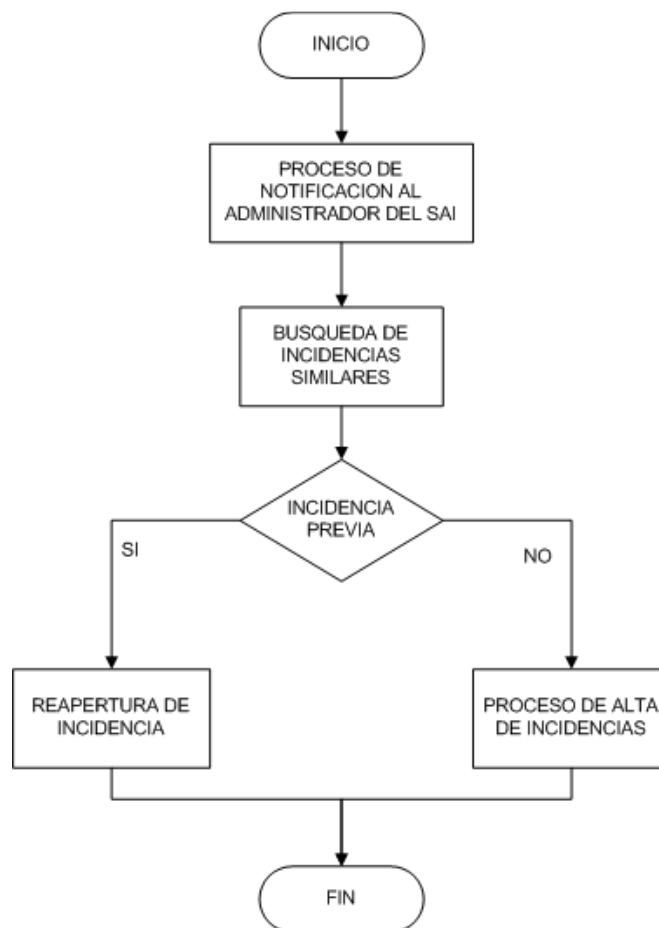 INICIO
PROCESO DE
NOTIFICACION AL
ADMINISTRADOR DEL SAI
BUSQUEDA DE
INCIDENCIAS
SIMILARES
INCIDENCIA
PREVIA
SI
NO
REAPERTURA DE
INCIDENCIA
PROCESO DE ALTA
DE INCIDENCIAS
FIN